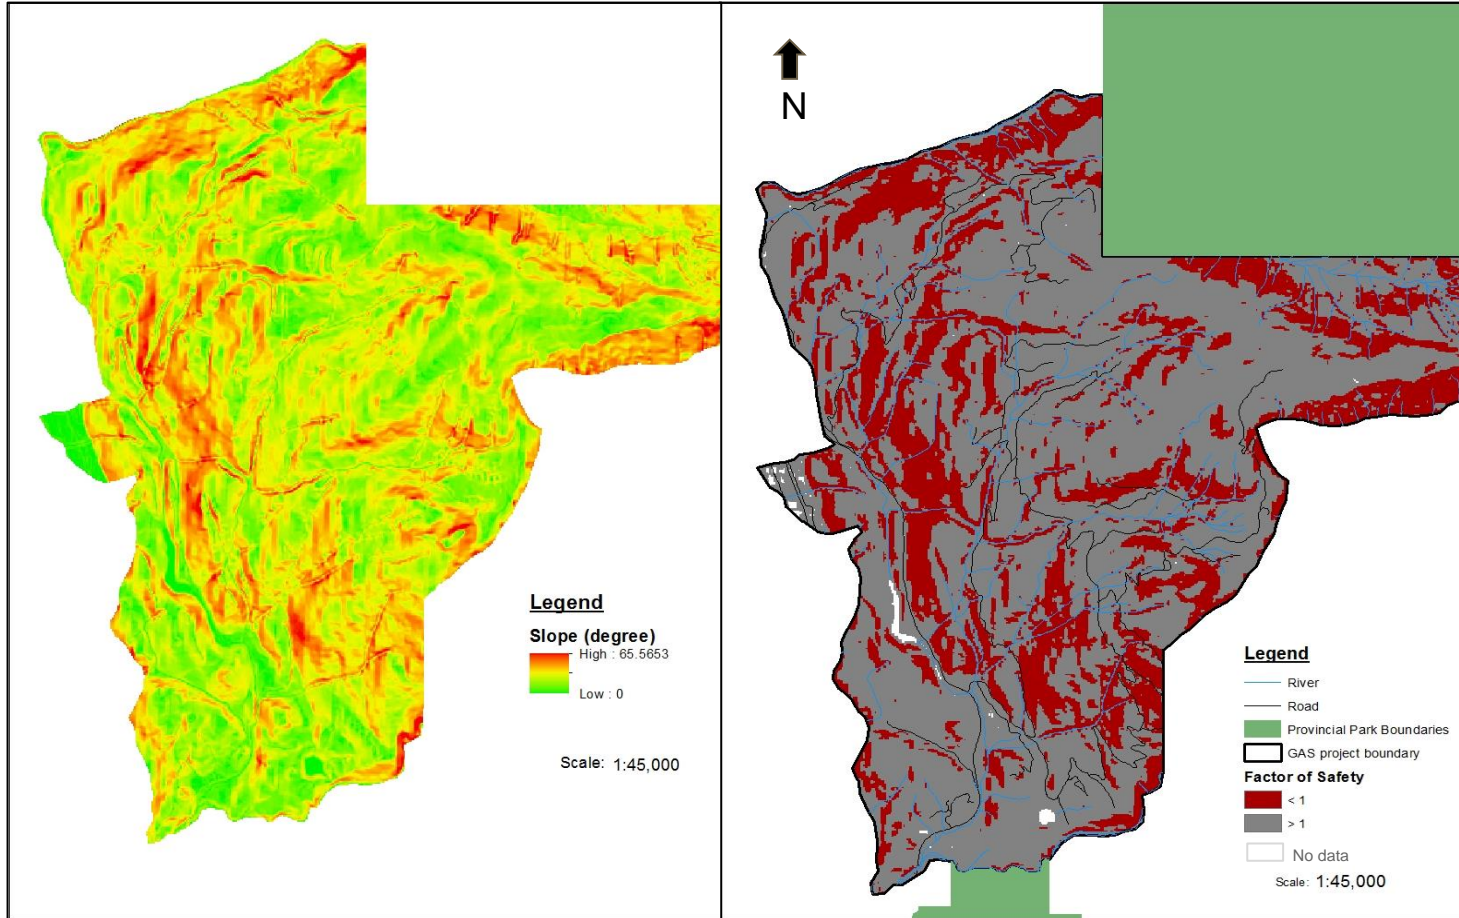 N
Legend
Slope (degree)
High : 65.5653
Low : 0
Scale: 1:45,000
Legend
River
Road
Provincial Park Boundaries
GAS project boundary
Factor of Safety
< 1
> 1
No data
Scale: 1:45,000